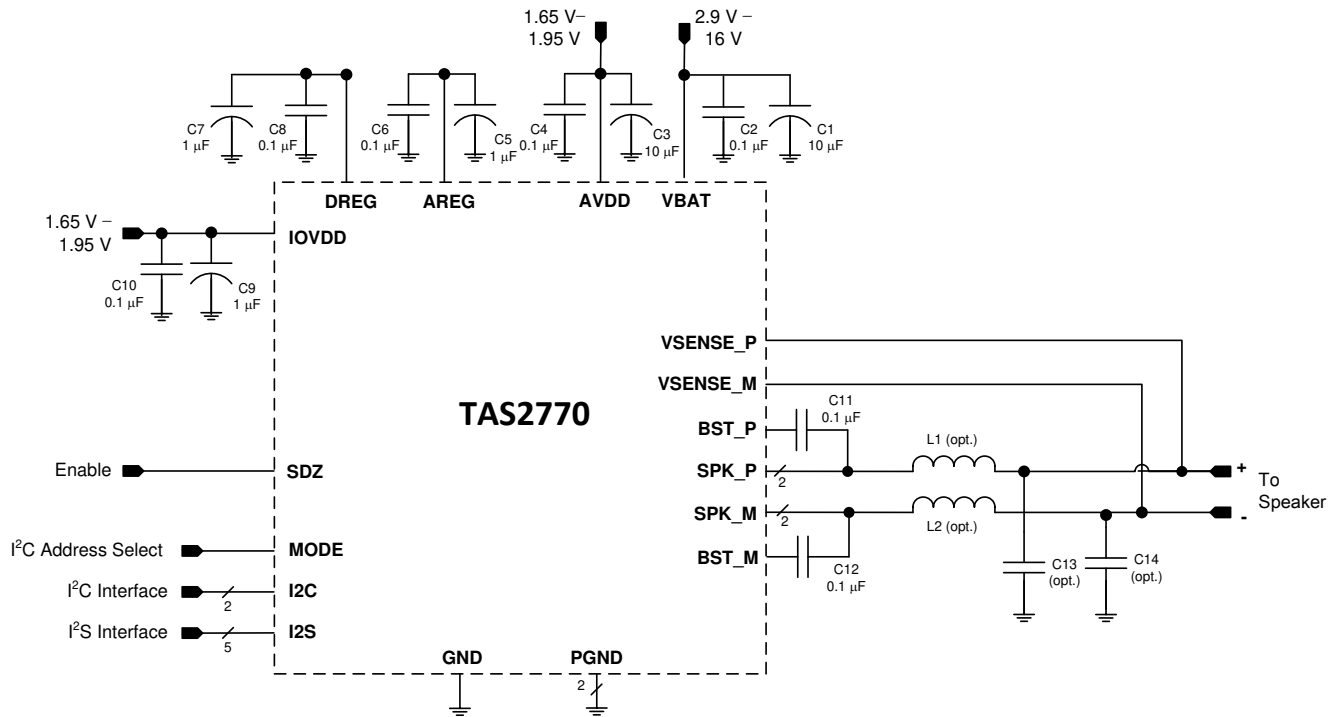 1.65 V–
1.95 V
2.9 V –
16 V
C7
1 μF
C8
0.1 μF
C6
0.1 μF
C5
1 μF
C4
0.1 μF
C3
10 μF
C2
0.1 μF
C1
10 μF
DREG
AREG
AVDD
VBAT
1.65 V –
1.95 V
IOVDD
C10
0.1 μF
C9
1 μF
VSENSE_P
VSENSE_M
TAS2770
C11
0.1 μF
BST_P
L1 (opt.)
Enable
SDZ
SPK_P
2
+
To
Speaker
SPK_M
2
L2 (opt.)
-
I²C Address Select
MODE
BST_M
C12
0.1 μF
C13
(opt.)
C14
(opt.)
I²C Interface
2
I2C
I²S Interface
5
I2S
GND
PGND
2